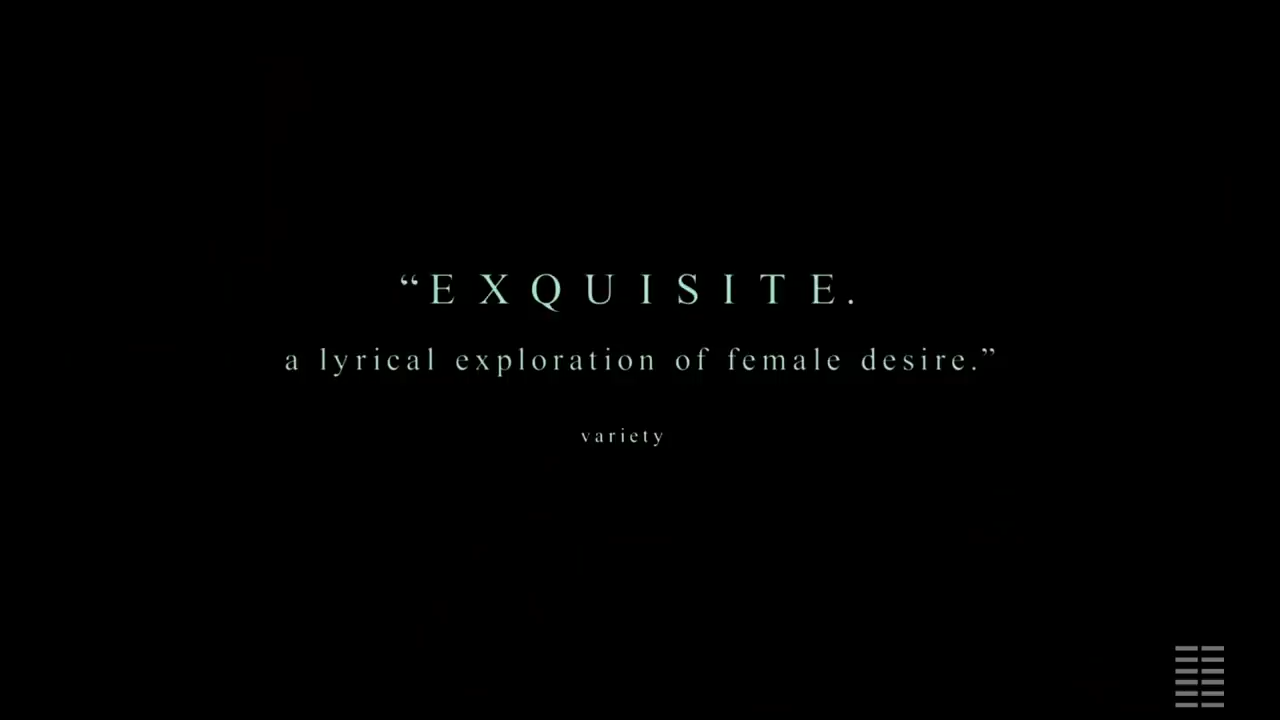 “EXQUISITE.
a lyrical exploration of female desire.”
variety